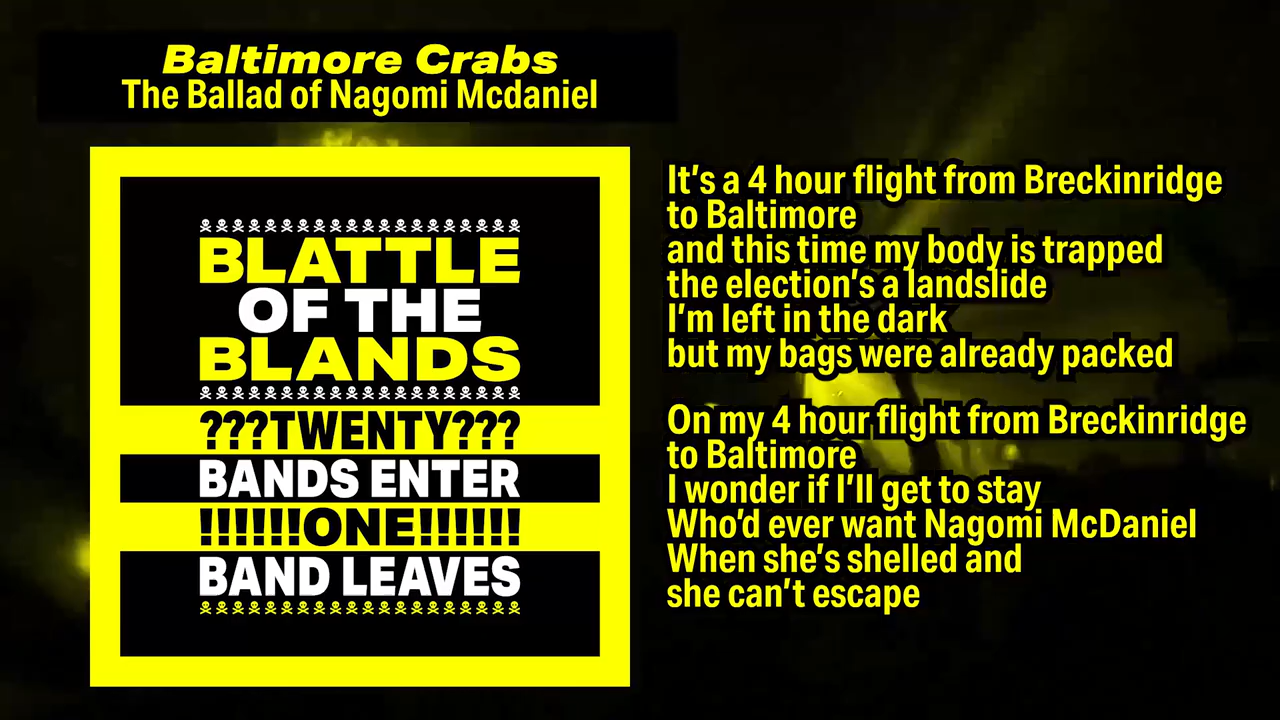 Baltimore Crabs
The Ballad of Nagomi Mcdaniel
BLATTLE
OF THE
BLANDS
???TWENTY???
BANDS ENTER
!!!!!!ONE!!!!!!
BAND LEAVES
It's a 4 hour flight from Breckinridge
to Baltimore
and this time my body is trapped
the election's a landslide
I'm left in the dark
but my bags were already packed
On my 4 hour flight from Breckinridge
to Baltimore
I wonder if I'll get to stay
Who'd ever want Nagomi McDaniel
When she's shelled and
she can't escape